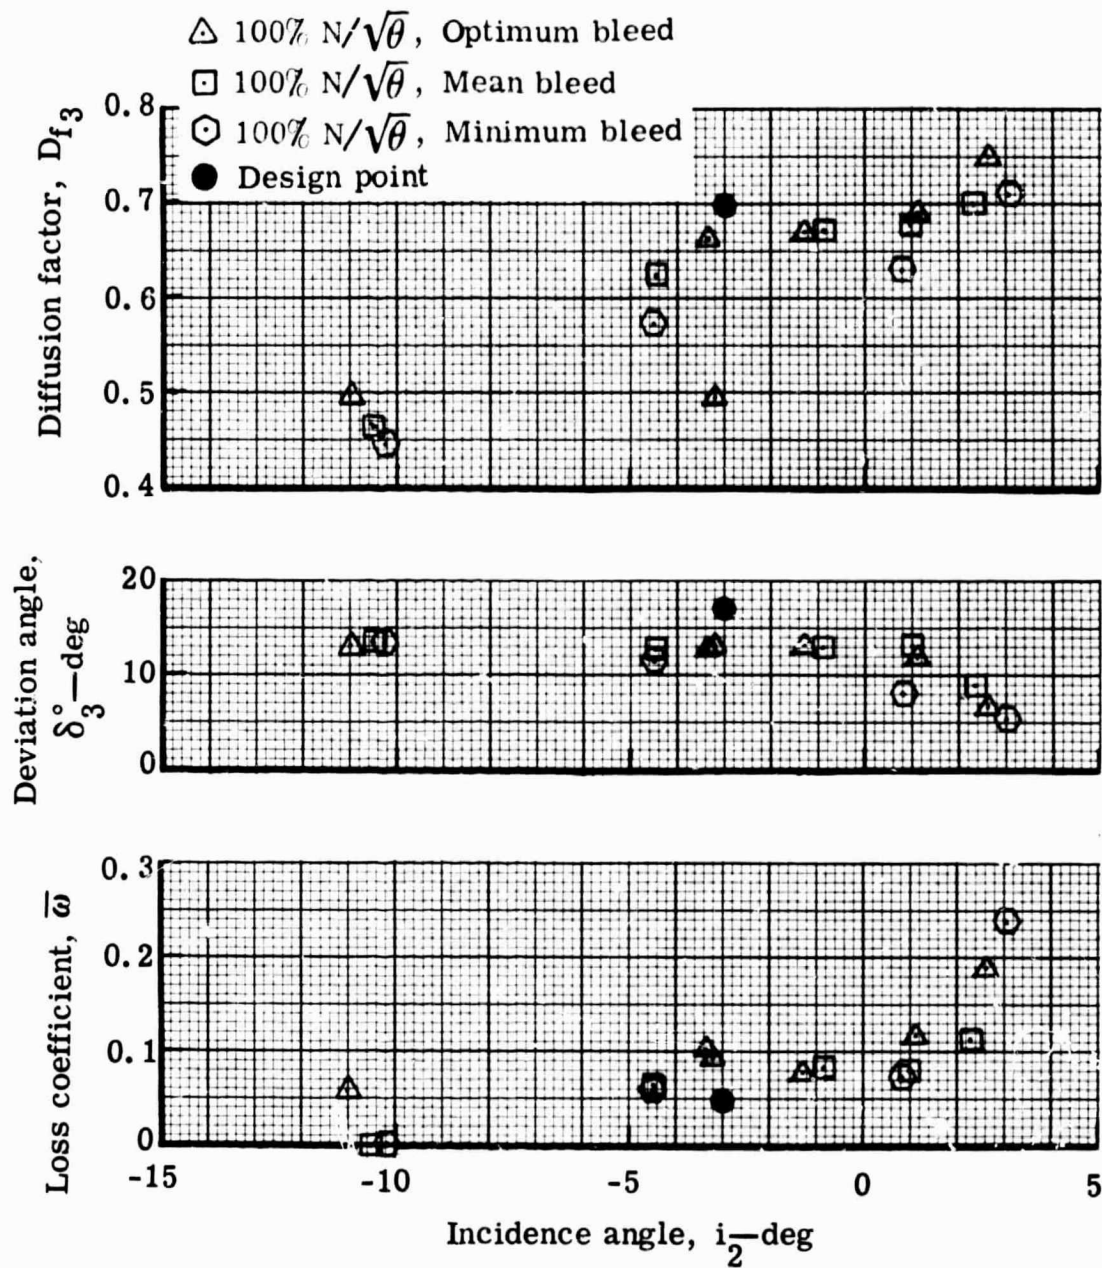 100% N/√θ, Optimum bleed
100% N/√θ, Mean bleed
100% N/√θ, Minimum bleed
Design point
Diffusion factor, Df3
0.8
0.7
0.6
0.5
0.4
Deviation angle,
δ°3—deg
20
10
0
Loss coefficient, ω̅
0.3
0.2
0.1
0
-15 -10 -5 0 5
Incidence angle, i2—deg